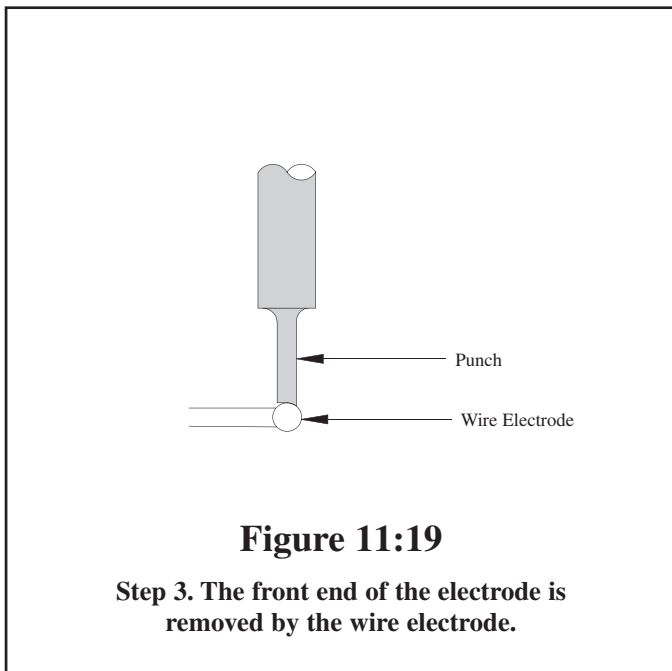 Punch
Wire Electrode
Figure 11:19
Step 3. The front end of the electrode is
removed by the wire electrode.